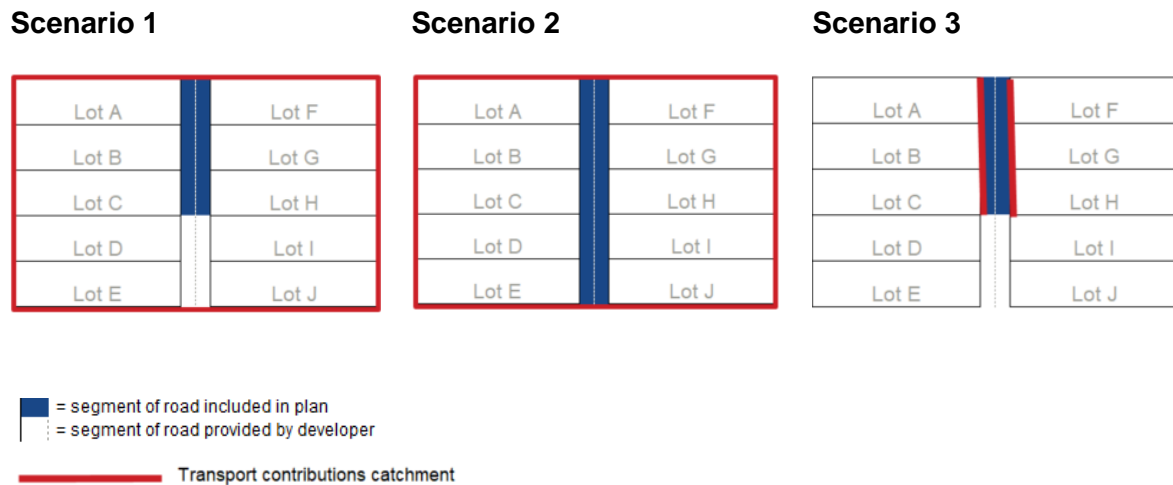 Scenario 1
Scenario 2
Scenario 3
Lot A
Lot F
Lot B
Lot G
Lot C
Lot H
Lot D
Lot I
Lot E
Lot J
Lot A
Lot F
Lot B
Lot G
Lot C
Lot H
Lot D
Lot I
Lot E
Lot J
Lot A
Lot F
Lot B
Lot G
Lot C
Lot H
Lot D
Lot I
Lot E
Lot J
= segment of road included in plan
= segment of road provided by developer
Transport contributions catchment